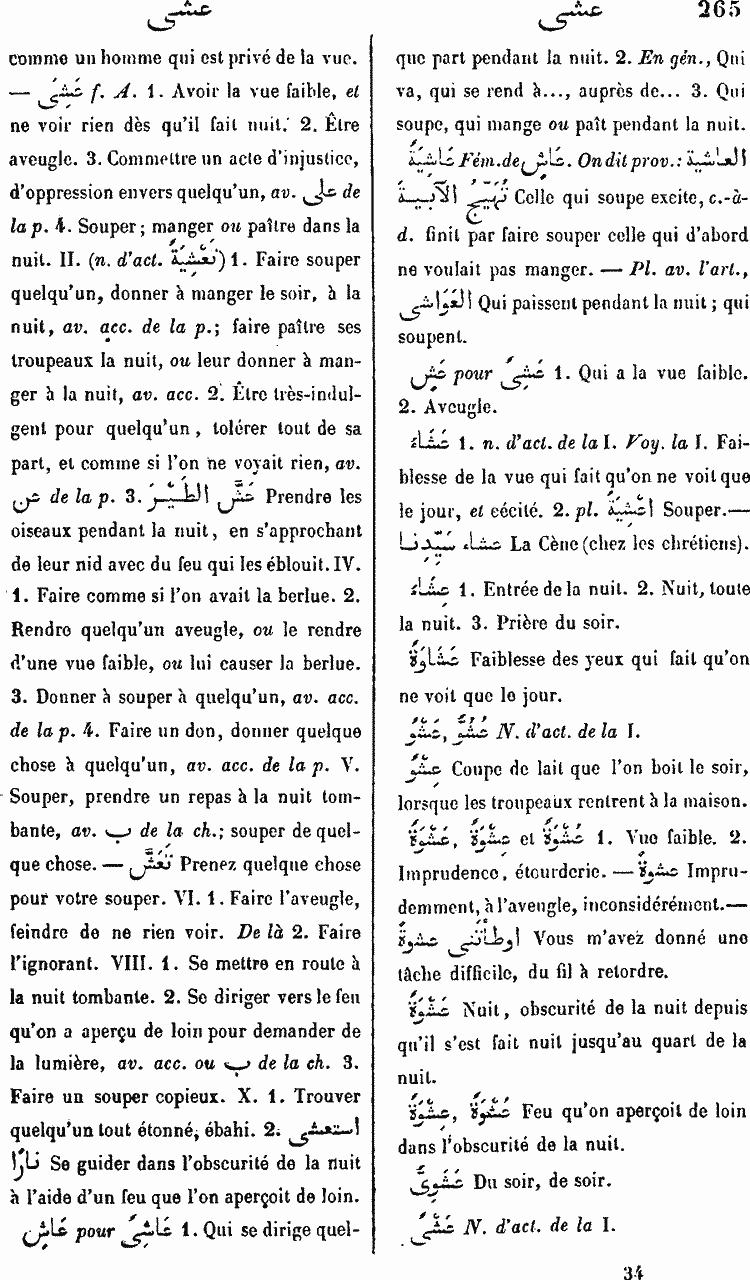 عشى
عشى 265
comme un homme qui est privé de la vue.
— عَشَى f. A. 1. Avoir la vue faible, et
ne voir rien dès qu'il fait nuit. 2. Être
aveugle. 3. Commettre un acte d'injustice,
d'oppression envers quelqu'un, av. على de
la p. 4. Souper; manger ou paître dans la
nuit. II. (n. d'act. تَعْشِيَةٌ) 1. Faire souper
quelqu'un, donner à manger le soir, à la
nuit, av. acc. de la p.; faire paître ses
troupeaux la nuit, ou leur donner à man-
ger à la nuit, av. acc. 2. Être très-indul-
gent pour quelqu'un, tolérer tout de sa
part, et comme si l'on ne voyait rien, av.
عن de la p. 3. عَشِّ الطَّيْرَ Prendre les
oiseaux pendant la nuit, en s'approchant
de leur nid avec du feu qui les éblouit. IV.
1. Faire comme si l'on avait la berlue. 2.
Rendre quelqu'un aveugle, ou le rendre
d'une vue faible, ou lui causer la berlue.
3. Donner à souper à quelqu'un, av. acc.
de la p. 4. Faire un don, donner quelque
chose à quelqu'un, av. acc. de la p. V.
Souper, prendre un repas à la nuit tom-
bante, av. ب de la ch.; souper de quel-
que chose. — تَعَشَّ Prenez quelque chose
pour votre souper. VI. 1. Faire l'aveugle,
feindre de ne rien voir. De là 2. Faire
l'ignorant. VIII. 1. Se mettre en route à
la nuit tombante. 2. Se diriger vers le feu
qu'on a aperçu de loin pour demander de
la lumière, av. acc. ou ب de la ch. 3.
Faire un souper copieux. X. 1. Trouver
quelqu'un tout étonné, ébahi. 2. استعشى
نَارًا Se guider dans l'obscurité de la nuit
à l'aide d'un feu que l'on aperçoit de loin.
عَاشٍ pour عَاشِىٌ 1. Qui se dirige quel-
que part pendant la nuit. 2. En gén., Qui
va, qui se rend à..., auprès de... 3. Qui
soupe, qui mange ou paît pendant la nuit.
عَاشِيَةٌ Fém. de عَاشٍ. On dit prov.: العاشية
تُهَيِّجُ الآبية Celle qui soupe excite, c.-à-
d. finit par faire souper celle qui d'abord
ne voulait pas manger. — Pl. av. l'art.,
العَوَاشى Qui paissent pendant la nuit; qui
soupent.
عَشٍ pour عَشِىٌ 1. Qui a la vue faible.
2. Aveugle.
عَشَاءٌ 1. n. d'act. de la I. Voy. la I. Fai-
blesse de la vue qui fait qu'on ne voit que
le jour, et cécité. 2. pl. أَعْشِيَةٌ Souper.—
عشاء سَيِّدنا La Cène (chez les chrétiens).
عِشَاءٌ 1. Entrée de la nuit. 2. Nuit, toute
la nuit. 3. Prière du soir.
عَشَاوَةٌ Faiblesse des yeux qui fait qu'on
ne voit que le jour.
عَشْوٌ, عُشُوٌّ N. d'act. de la I.
عِشْوٌ Coupe de lait que l'on boit le soir,
lorsque les troupeaux rentrent à la maison.
عَشْوَةٌ, عِشْوَةٌ et عُشْوَةٌ 1. Vue faible. 2.
Imprudence, étourderie. — عشوةً Impru-
demment, à l'aveugle, inconsidérément.—
أوطأتنى عشوةً Vous m'avez donné une
tâche difficile, du fil à retordre.
عَشْوَةٌ Nuit, obscurité de la nuit depuis
qu'il s'est fait nuit jusqu'au quart de la
nuit.
عَشْوَةٌ, عُشْوَةٌ Feu qu'on aperçoit de loin
dans l'obscurité de la nuit.
عَشَوِىٌّ Du soir, de soir.
عَشْىٌ N. d'act. de la I.
34